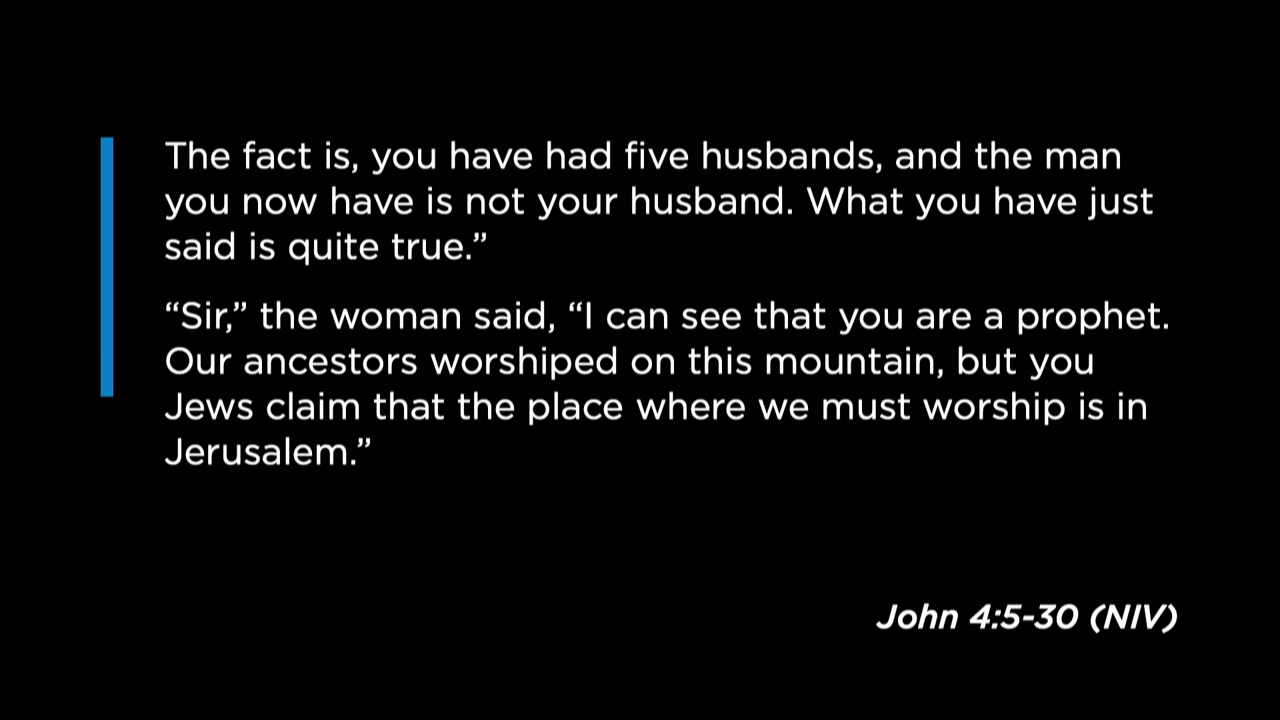 The fact is, you have had five husbands, and the man
you now have is not your husband. What you have just
said is quite true.”
“Sir,” the woman said, “I can see that you are a prophet.
Our ancestors worshiped on this mountain, but you
Jews claim that the place where we must worship is in
Jerusalem.”
John 4:5-30 (NIV)